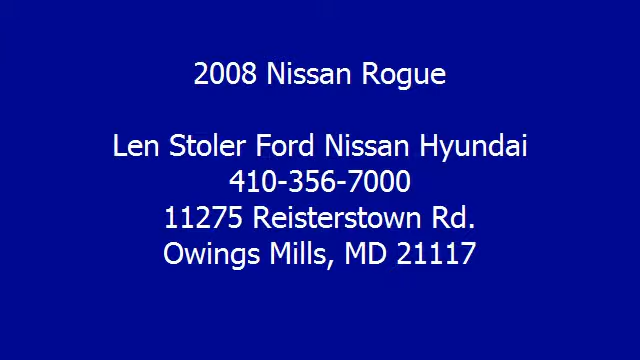 2008 Nissan Rogue
Len Stoler Ford Nissan Hyundai
410-356-7000
11275 Reisterstown Rd.
Owings Mills, MD 21117